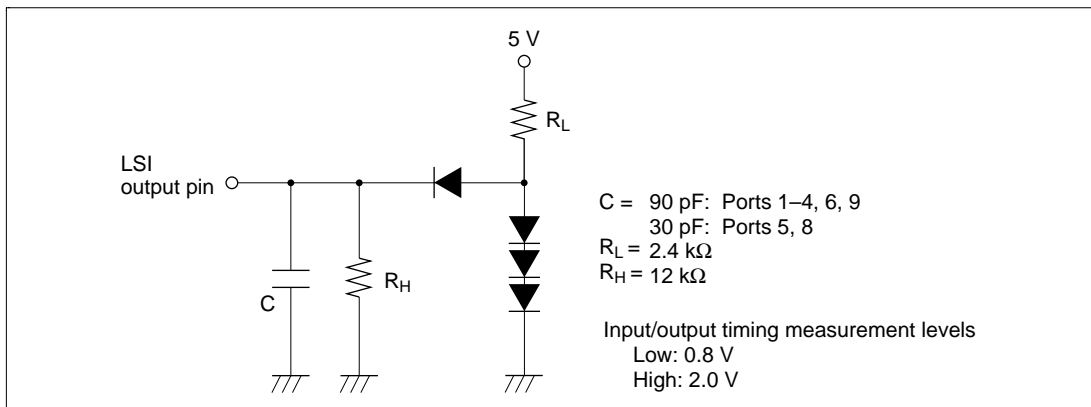 5 V
R_L
LSI
output pin
C
R_H
C = 90 pF: Ports 1–4, 6, 9
30 pF: Ports 5, 8
R_L = 2.4 kΩ
R_H = 12 kΩ
Input/output timing measurement levels
Low: 0.8 V
High: 2.0 V